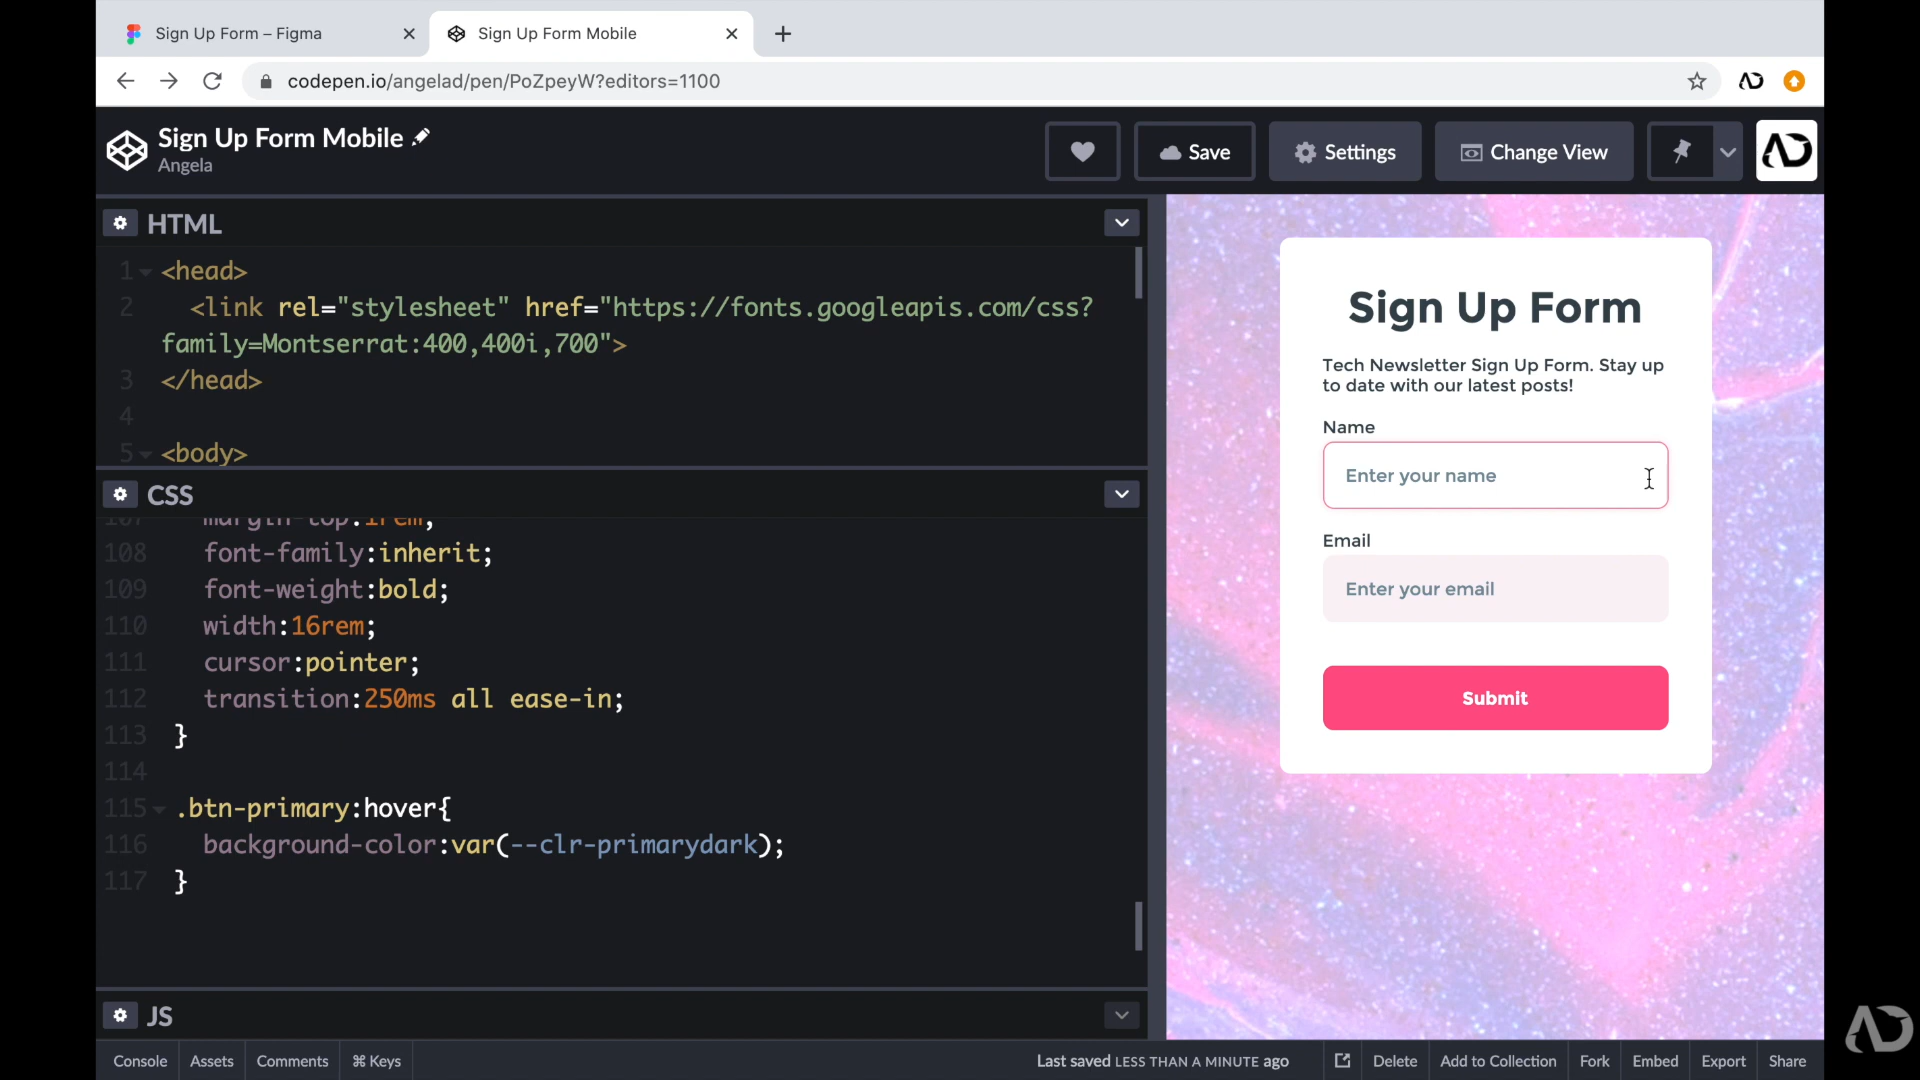 Sign Up Form – Figma
Sign Up Form Mobile
codepen.io/angelad/pen/PoZpeyW?editors=1100
Sign Up Form Mobile
Angela
Save
Settings
Change View
HTML
1 <head>
2 <link rel="stylesheet" href="https://fonts.googleapis.com/css?
family=Montserrat:400,400i,700">
3 </head>
4
5 <body>
CSS
107 margin-top:1rem;
108 font-family:inherit;
109 font-weight:bold;
110 width:16rem;
111 cursor:pointer;
112 transition:250ms all ease-in;
113 }
114
115 .btn-primary:hover{
116 background-color:var(--clr-primarydark);
117 }
JS
Console Assets Comments ⌘ Keys
Last saved LESS THAN A MINUTE ago Delete Add to Collection Fork Embed Export Share
Sign Up Form
Tech Newsletter Sign Up Form. Stay up
to date with our latest posts!
Name
Enter your name
Email
Enter your email
Submit